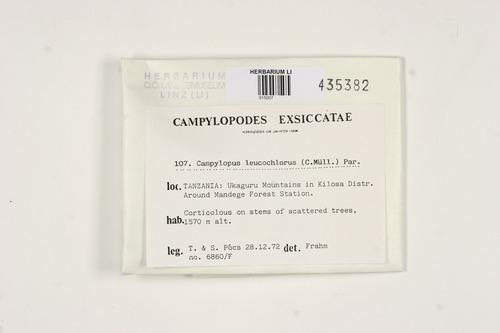 HERBARIUM
O.Ö. LANDESMUSEUM
LINZ (LI)
HERBARIUM LI
915007
435382
CAMPYLOPODES EXSICCATAE
107. Campylopus leucochlorus (C.Müll.) Par.
loc. TANZANIA: Ukaguru Mountains in Kilosa Distr.
Around Mandege Forest Station.
hab. Corticolous on stems of scattered trees,
1570 m alt.
leg. T. & S. Pócs 28.12.72 det. Frahm
no. 6860/F